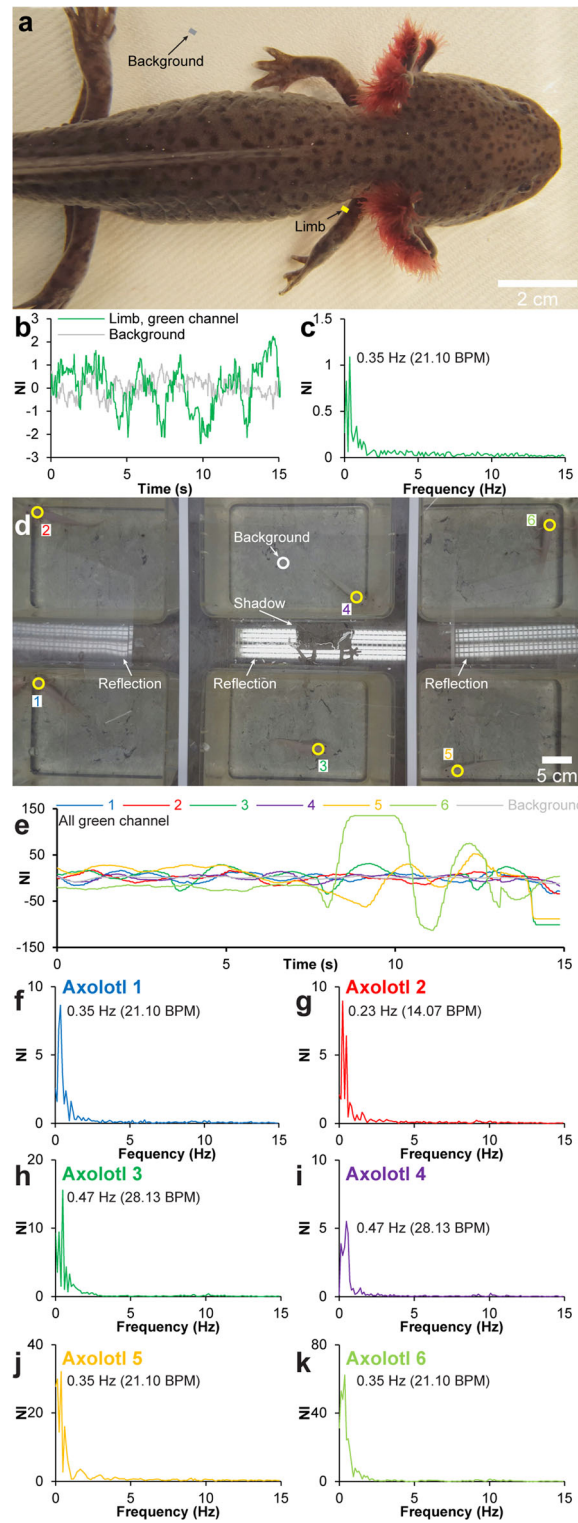 a
Background
Limb
2 cm
b
Limb, green channel
Background
NI
3
2
1
0
-1
-2
-3
0
5
10
15
Time (s)
c
0.35 Hz (21.10 BPM)
NI
1.5
1
0.5
0
0
5
10
15
Frequency (Hz)
d
2
Background
6
Shadow
4
Reflection
Reflection
Reflection
1
3
5
5 cm
e
1 2 3 4 5 6 Background
All green channel
NI
150
50
-50
-150
0
5
10
15
Time (s)
f
Axolotl 1
0.35 Hz (21.10 BPM)
NI
10
5
0
0
5
10
15
Frequency (Hz)
g
Axolotl 2
0.23 Hz (14.07 BPM)
NI
10
5
0
0
5
10
15
Frequency (Hz)
h
Axolotl 3
0.47 Hz (28.13 BPM)
NI
20
10
0
0
5
10
15
Frequency (Hz)
i
Axolotl 4
0.47 Hz (28.13 BPM)
NI
10
5
0
0
5
10
15
Frequency (Hz)
j
Axolotl 5
0.35 Hz (21.10 BPM)
NI
40
20
0
0
5
10
15
Frequency (Hz)
k
Axolotl 6
0.35 Hz (21.10 BPM)
NI
80
40
0
0
5
10
15
Frequency (Hz)